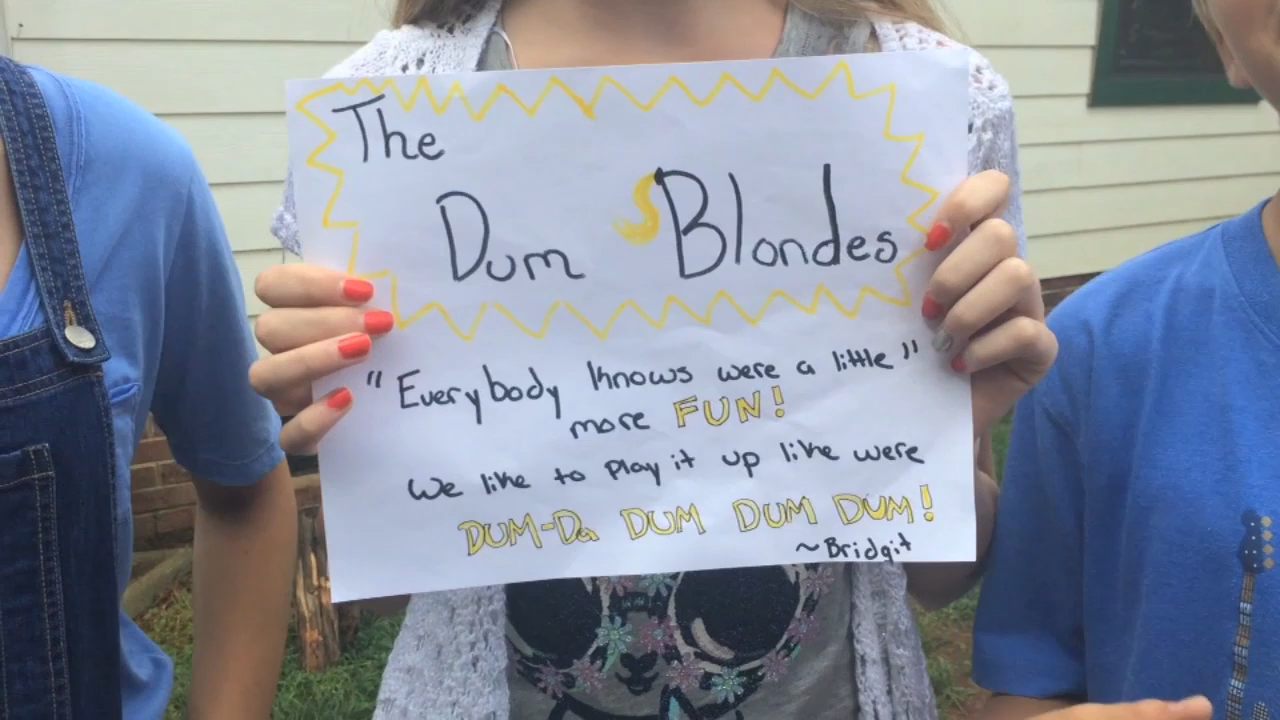 The
Dum Blondes
"Everybody knows were a little"
more FUN!
We like to play it up like were
DUM-Da DUM DUM DUM!
~Bridgit